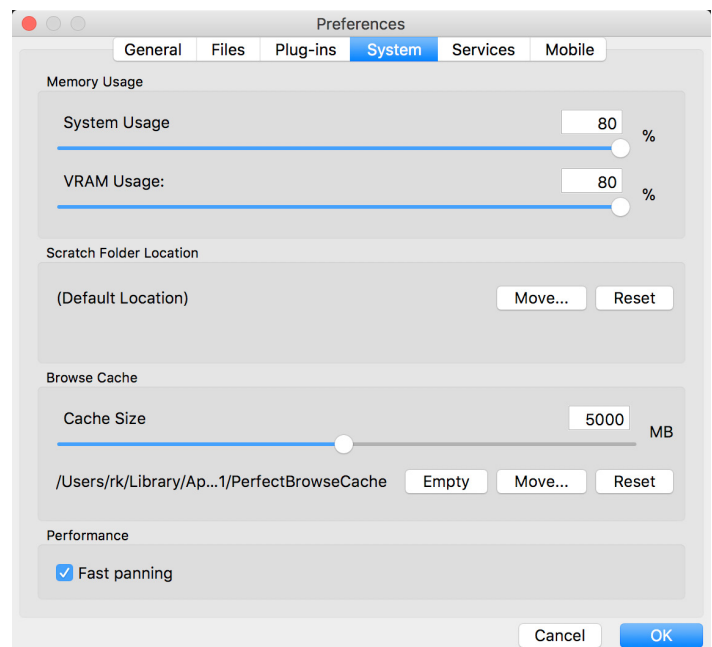 Preferences
General Files Plug-ins System Services Mobile
Memory Usage
System Usage 80 %
VRAM Usage: 80 %
Scratch Folder Location
(Default Location) Move... Reset
Browse Cache
Cache Size 5000 MB
/Users/rk/Library/Ap...1/PerfectBrowseCache Empty Move... Reset
Performance
Fast panning
Cancel OK